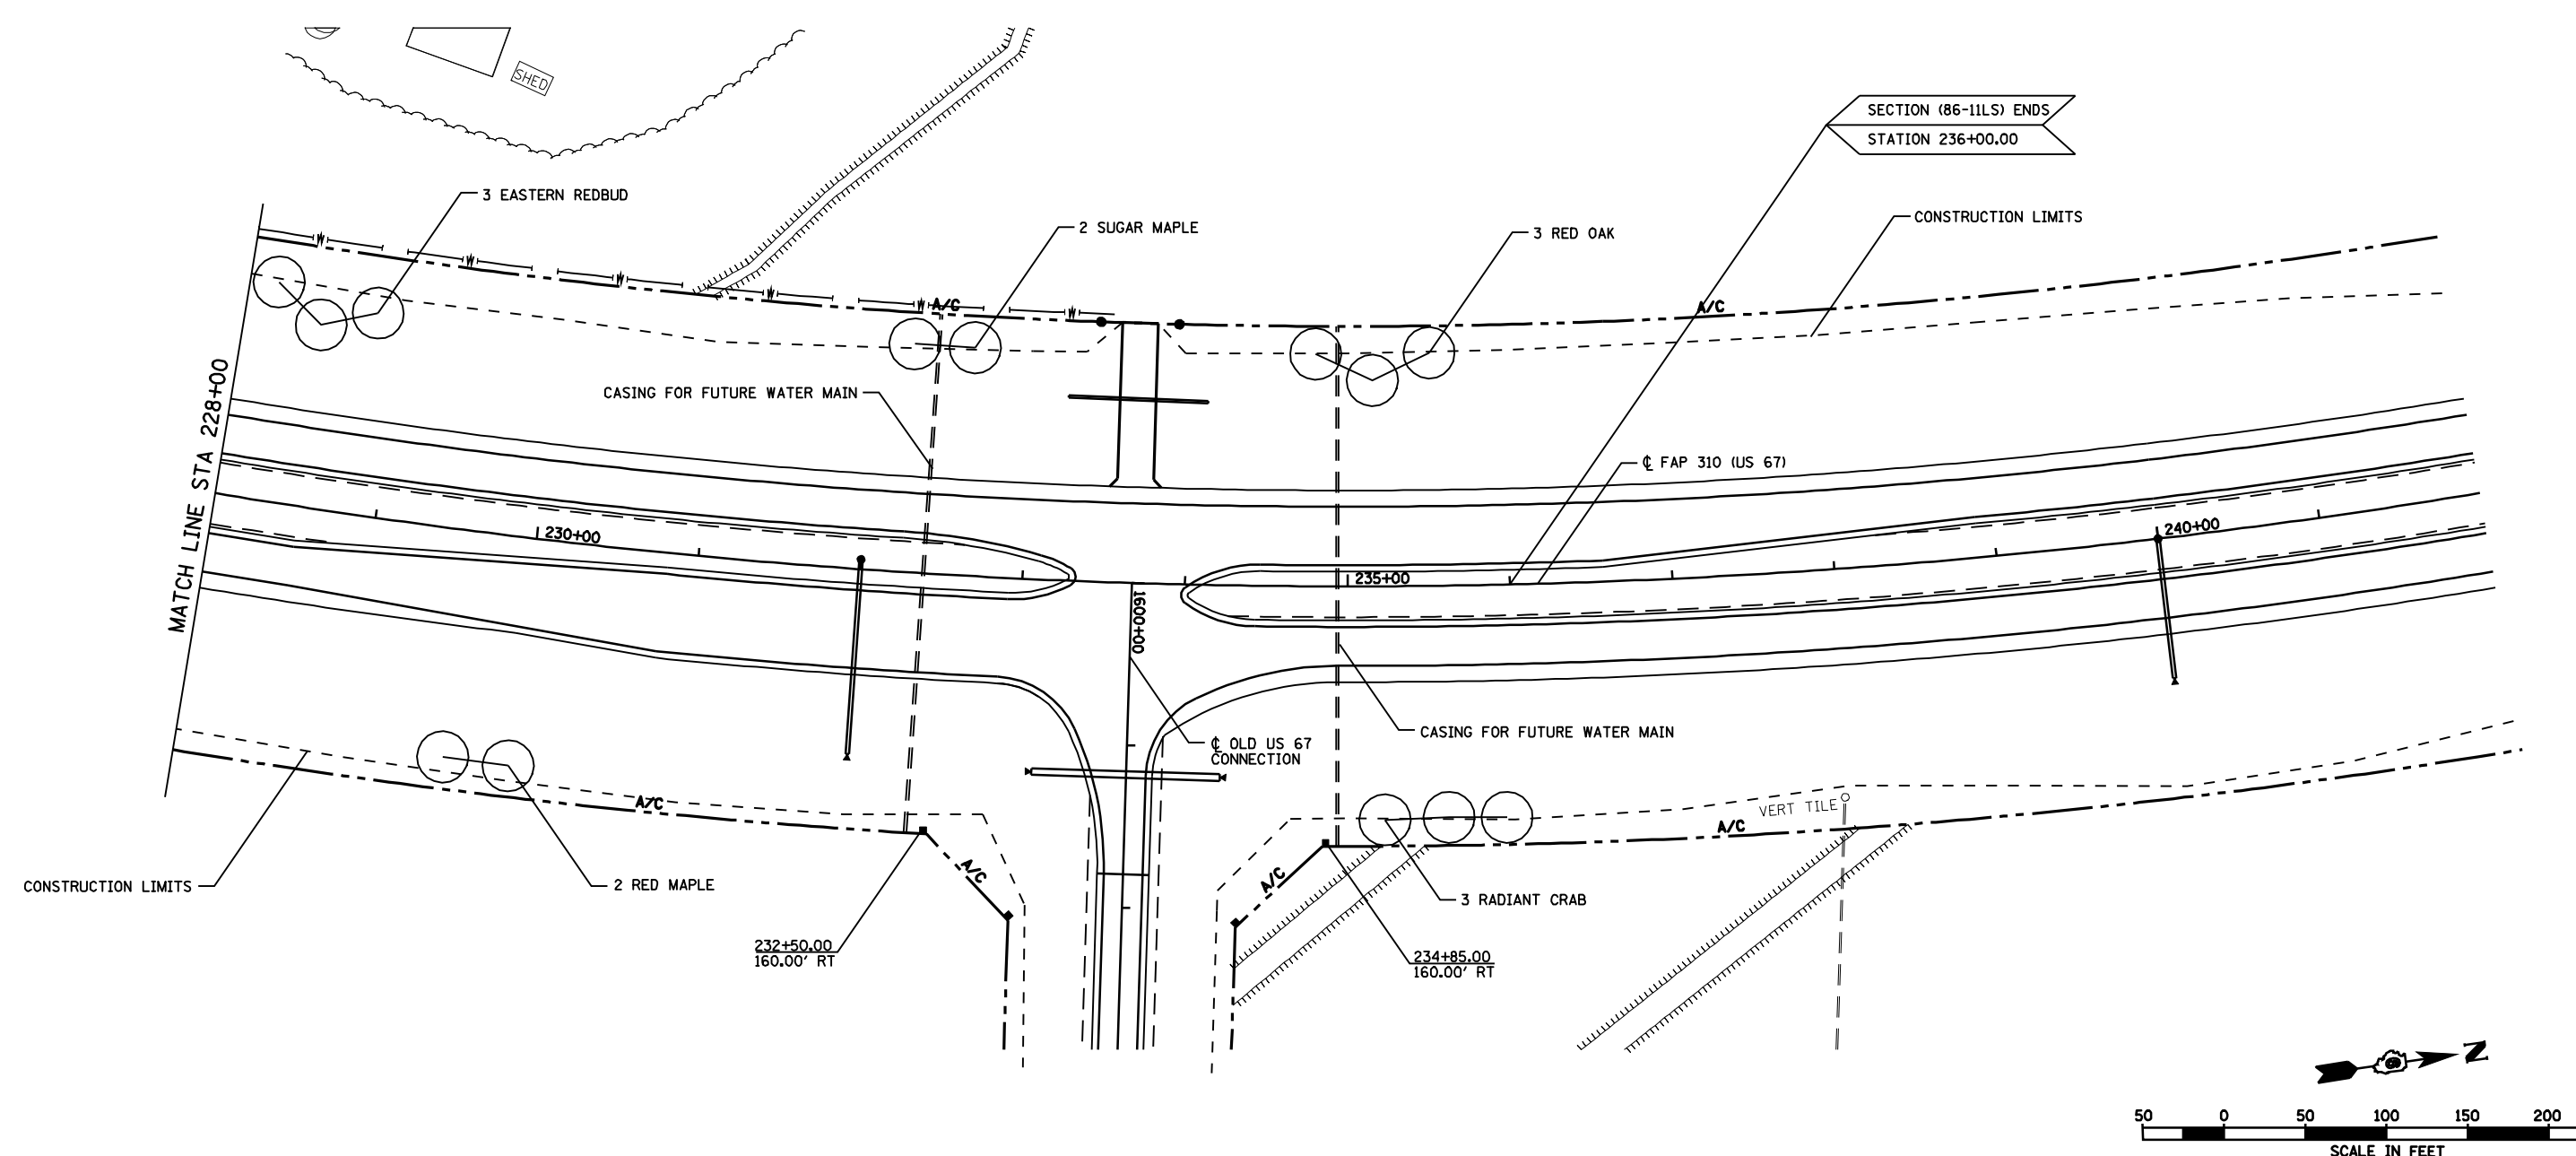 SHED
SECTION (86-11LS) ENDS
STATION 236+00.00
3 EASTERN REDBUD
2 SUGAR MAPLE
3 RED OAK
CONSTRUCTION LIMITS
W
W
W
W
W
W
A/C
A/C
MATCH LINE STA 228+00
CASING FOR FUTURE WATER MAIN
℄ FAP 310 (US 67)
230+00
235+00
240+00
1600+00
CASING FOR FUTURE WATER MAIN
℄ OLD US 67
CONNECTION
A/C
VERT TILE
A/C
A/C
A/C
CONSTRUCTION LIMITS
2 RED MAPLE
3 RADIANT CRAB
232+50.00
160.00' RT
234+85.00
160.00' RT
N
50 0 50 100 150 200
SCALE IN FEET